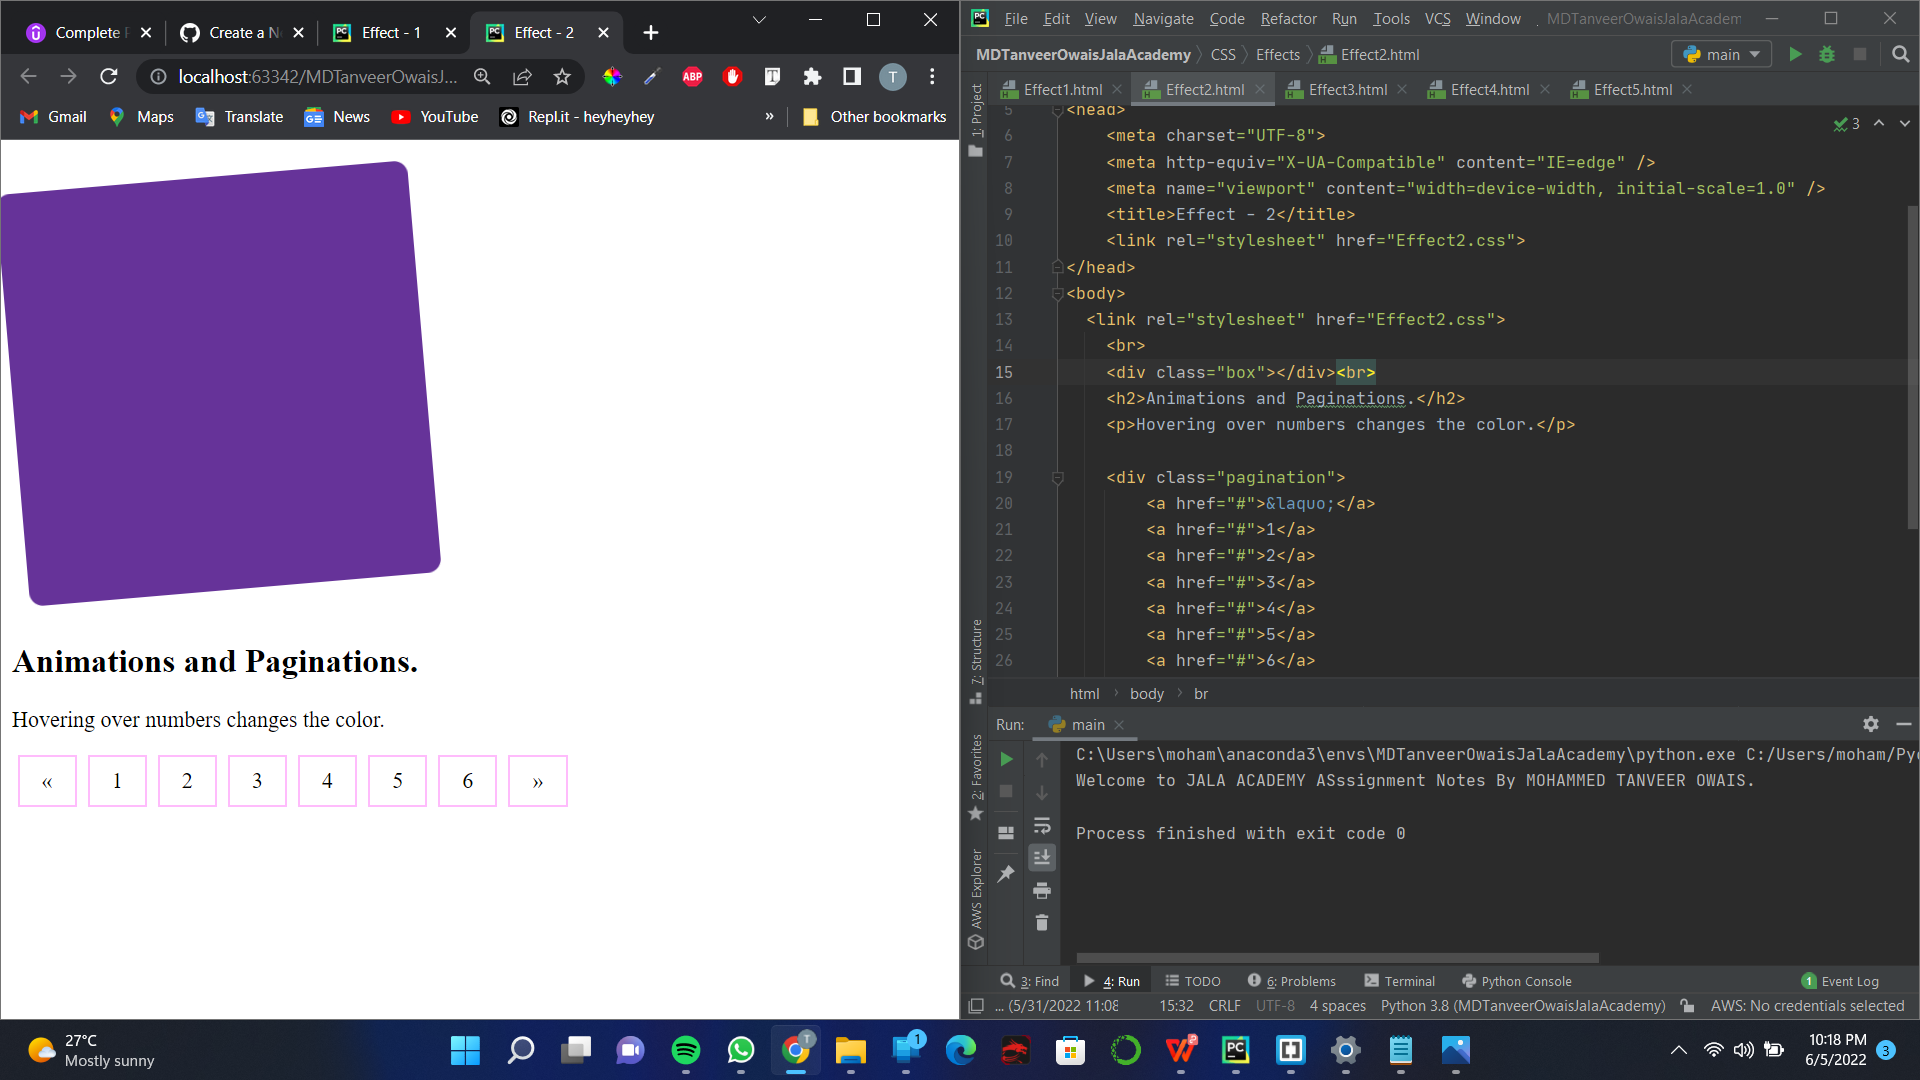 Complete P
Create a Ne
Effect - 1
Effect - 2
localhost:63342/MDTanveerOwaisJ...
ABP
T
Gmail
Maps
Translate
News
YouTube
Repl.it - heyheyhey
»
Other bookmarks
Animations and Paginations.
Hovering over numbers changes the color.
« 1 2 3 4 5 6 »
File Edit View Navigate Code Refactor Run Tools VCS Window MDTanveerOwaisJalaAcadem
MDTanveerOwaisJalaAcademy CSS Effects Effect2.html
main
Effect1.html Effect2.html Effect3.html Effect4.html Effect5.html
1: Project
3
5 <head>
6 <meta charset="UTF-8">
7 <meta http-equiv="X-UA-Compatible" content="IE=edge" />
8 <meta name="viewport" content="width=device-width, initial-scale=1.0" />
9 <title>Effect - 2</title>
10 <link rel="stylesheet" href="Effect2.css">
11 </head>
12 <body>
13 <link rel="stylesheet" href="Effect2.css">
14 <br>
15 <div class="box"></div><br>
16 <h2>Animations and Paginations.</h2>
17 <p>Hovering over numbers changes the color.</p>
18
19 <div class="pagination">
20 <a href="#">&laquo;</a>
21 <a href="#">1</a>
22 <a href="#">2</a>
23 <a href="#">3</a>
24 <a href="#">4</a>
25 <a href="#">5</a>
26 <a href="#">6</a>
html body br
7: Structure
2: Favorites
AWS Explorer
Run: main
C:\Users\moham\anaconda3\envs\MDTanveerOwaisJalaAcademy\python.exe C:/Users/moham/Pyc
Welcome to JALA ACADEMY ASssignment Notes By MOHAMMED TANVEER OWAIS.
Process finished with exit code 0
3: Find 4: Run TODO 6: Problems Terminal Python Console 1 Event Log
... (5/31/2022 11:08 15:32 CRLF UTF-8 4 spaces Python 3.8 (MDTanveerOwaisJalaAcademy) AWS: No credentials selected
27°C
Mostly sunny
T
1
10:18 PM
6/5/2022
3